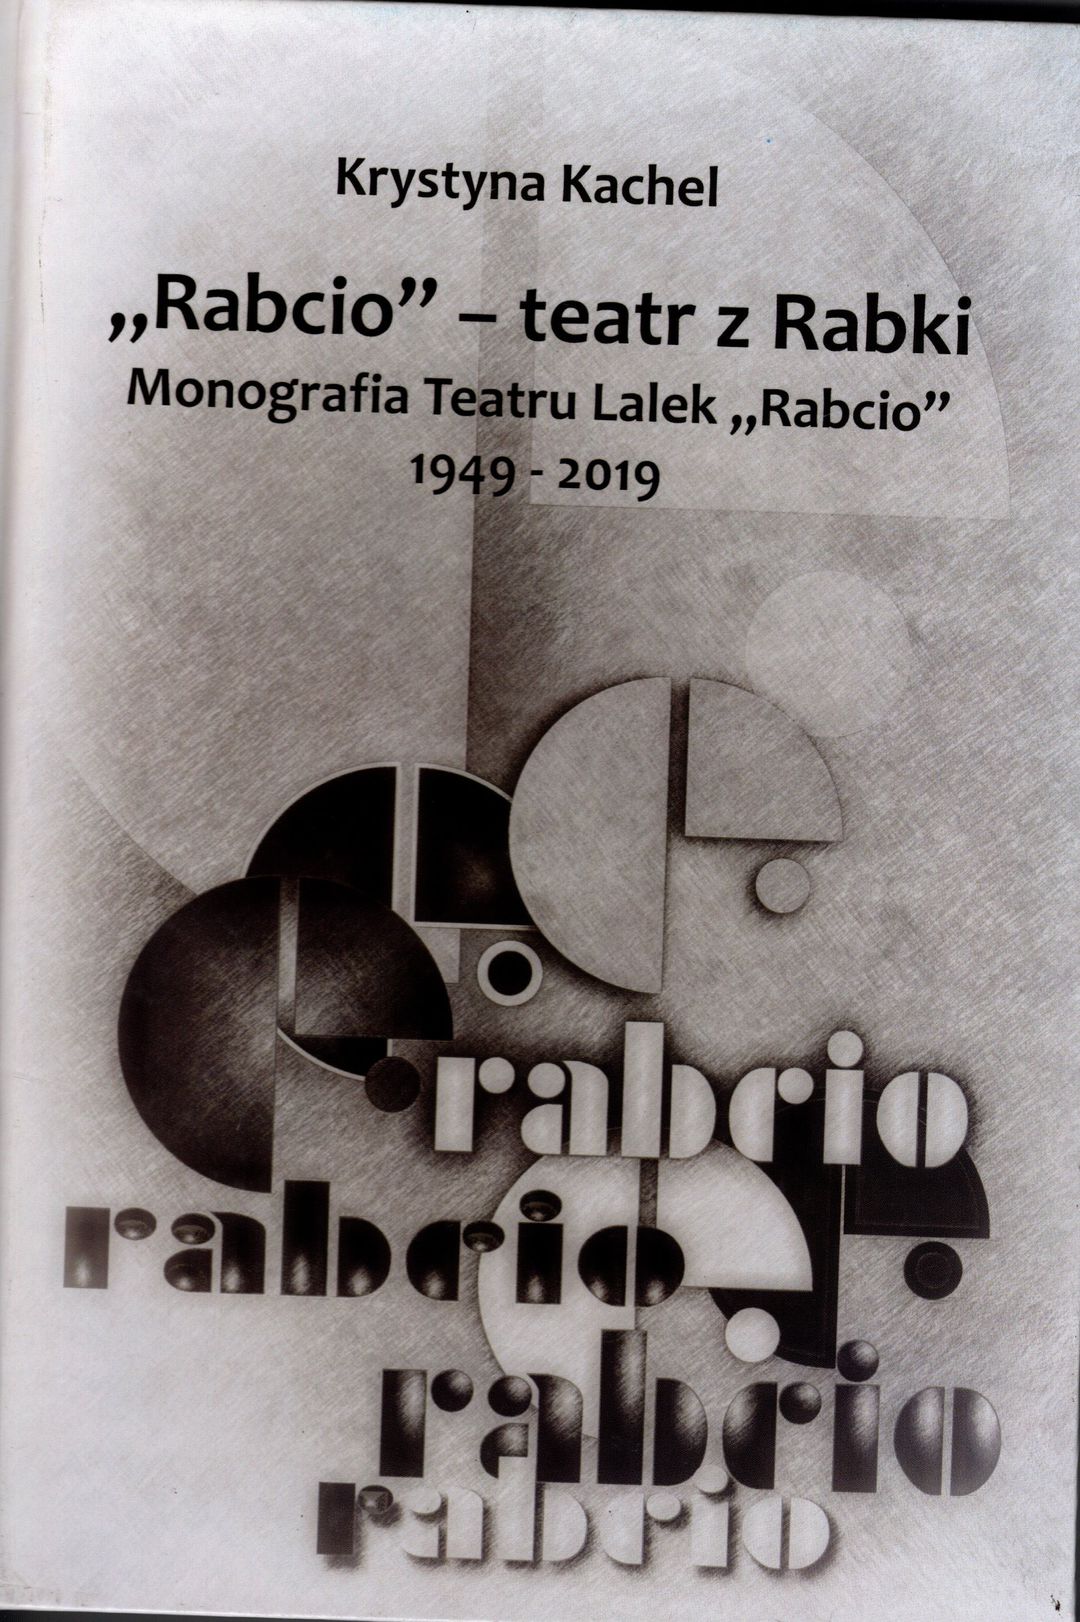 Krystyna Kachel
„Rabcio” – teatr z Rabki
Monografia Teatru Lalek „Rabcio”
1949 - 2019
rabcio
rabcio
rabcio
rabcio